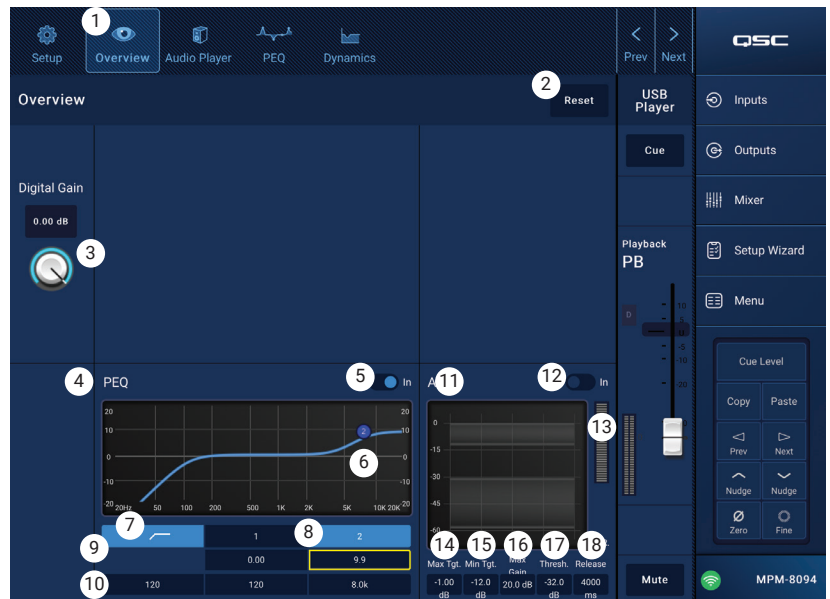 1
Setup
Overview
Audio Player
PEQ
Dynamics
Prev
Next
QSC
Overview
2
Reset
USB
Player
Inputs
Cue
Outputs
Digital Gain
0.00 dB
Mixer
3
Playback
PB
Setup Wizard
Menu
D
10
5
0
-5
-10
-20
4
PEQ
5
In
11
12
In
Cue Level
Copy
Paste
Prev
Next
Nudge
Nudge
Zero
Fine
20
10
0
-10
-20
20
10
0
-10
-20
6
20Hz
50
100
200
500
1K
2K
5K
10K
20K
0
-15
-30
-45
-60
13
7
8
1
2
9
0.00
9.9
10
120
120
8.0k
14
15
16
17
18
Max Tgt.
Min Tgt.
Max
Gain
Thresh.
Release
-1.00
dB
-12.0
dB
20.0 dB
-32.0
dB
4000
ms
Mute
MPM-8094